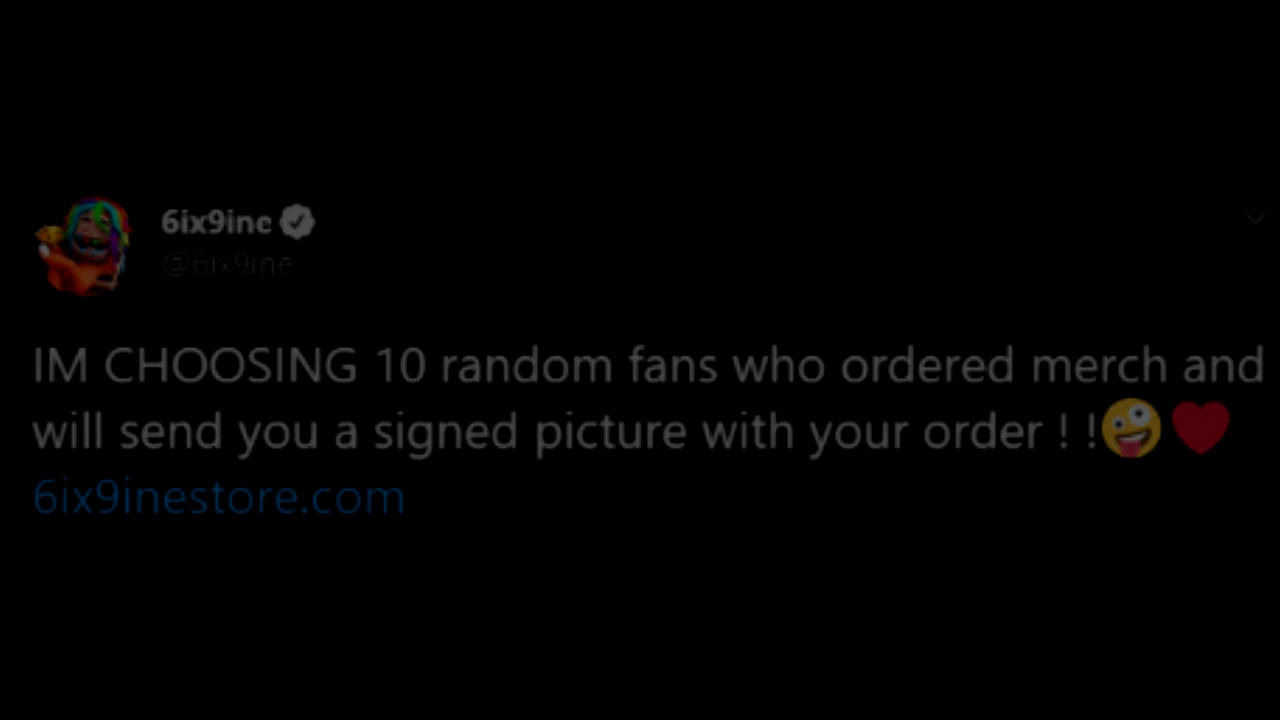 6ix9ine
@6ix9ine
IM CHOOSING 10 random fans who ordered merch and
will send you a signed picture with your order ! !🤪❤️
6ix9inestore.com